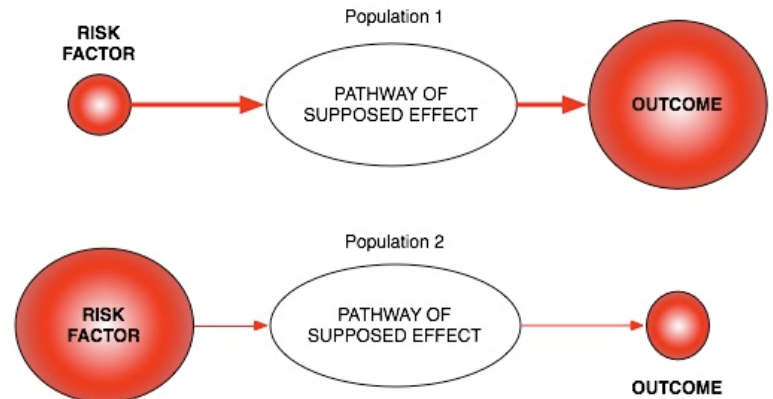 Population 1
RISK
FACTOR
PATHWAY OF
SUPPOSED EFFECT
OUTCOME
Population 2
RISK
FACTOR
PATHWAY OF
SUPPOSED EFFECT
OUTCOME